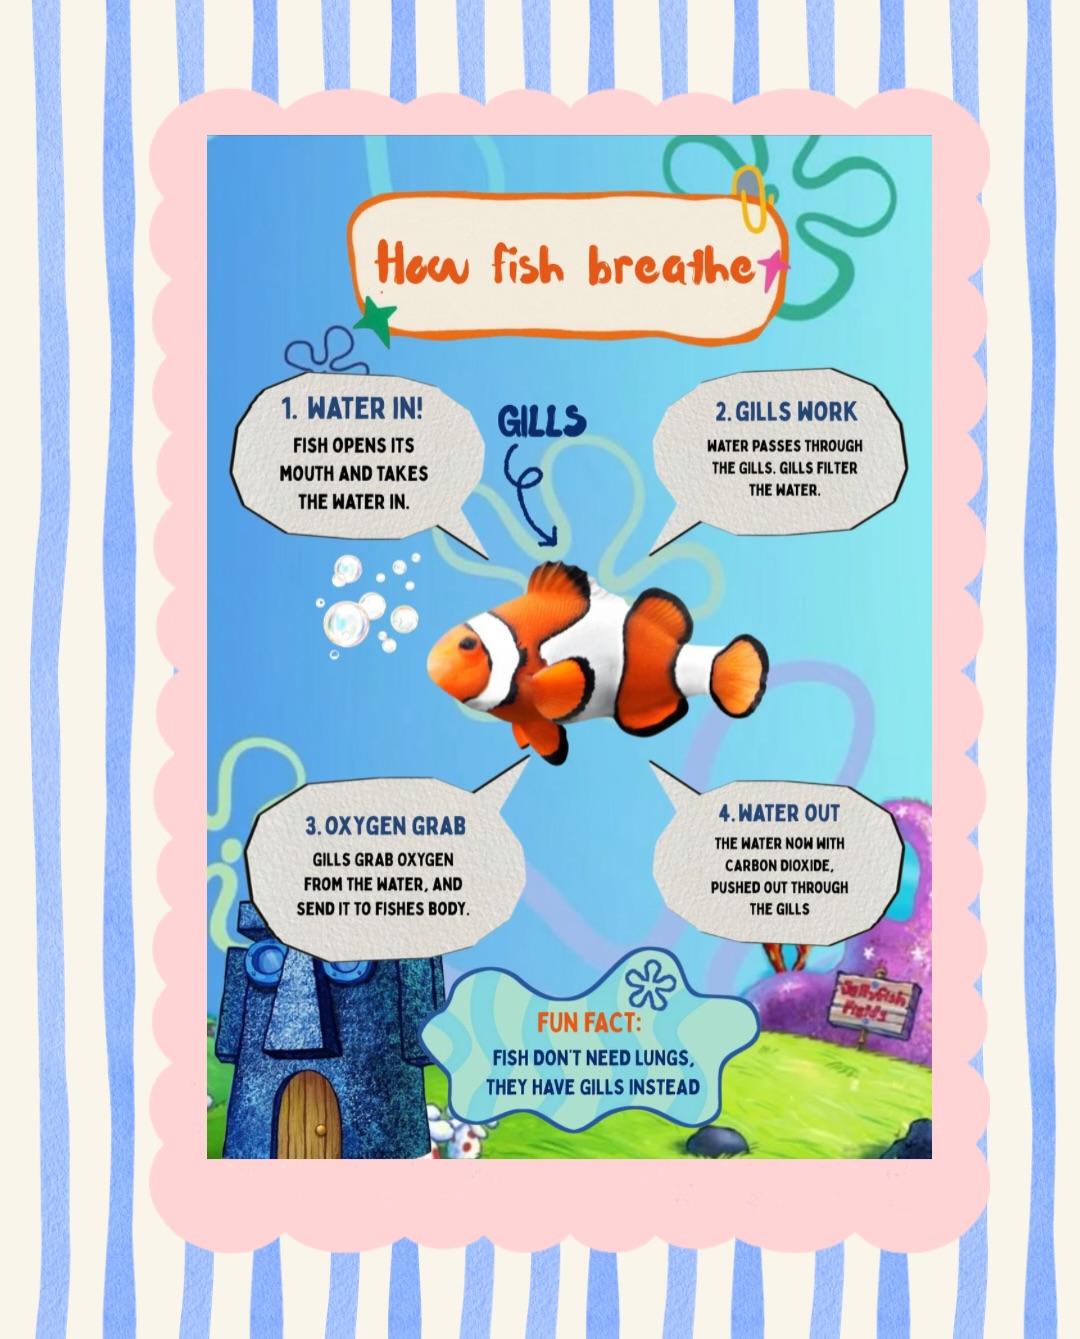 How fish breathe
1. WATER IN!
FISH OPENS ITS
MOUTH AND TAKES
THE WATER IN.
GILLS
2. GILLS WORK
WATER PASSES THROUGH
THE GILLS. GILLS FILTER
THE WATER.
3. OXYGEN GRAB
GILLS GRAB OXYGEN
FROM THE WATER, AND
SEND IT TO FISHES BODY.
4. WATER OUT
THE WATER NOW WITH
CARBON DIOXIDE,
PUSHED OUT THROUGH
THE GILLS
Jellyfish
Fields
FUN FACT:
FISH DON'T NEED LUNGS,
THEY HAVE GILLS INSTEAD